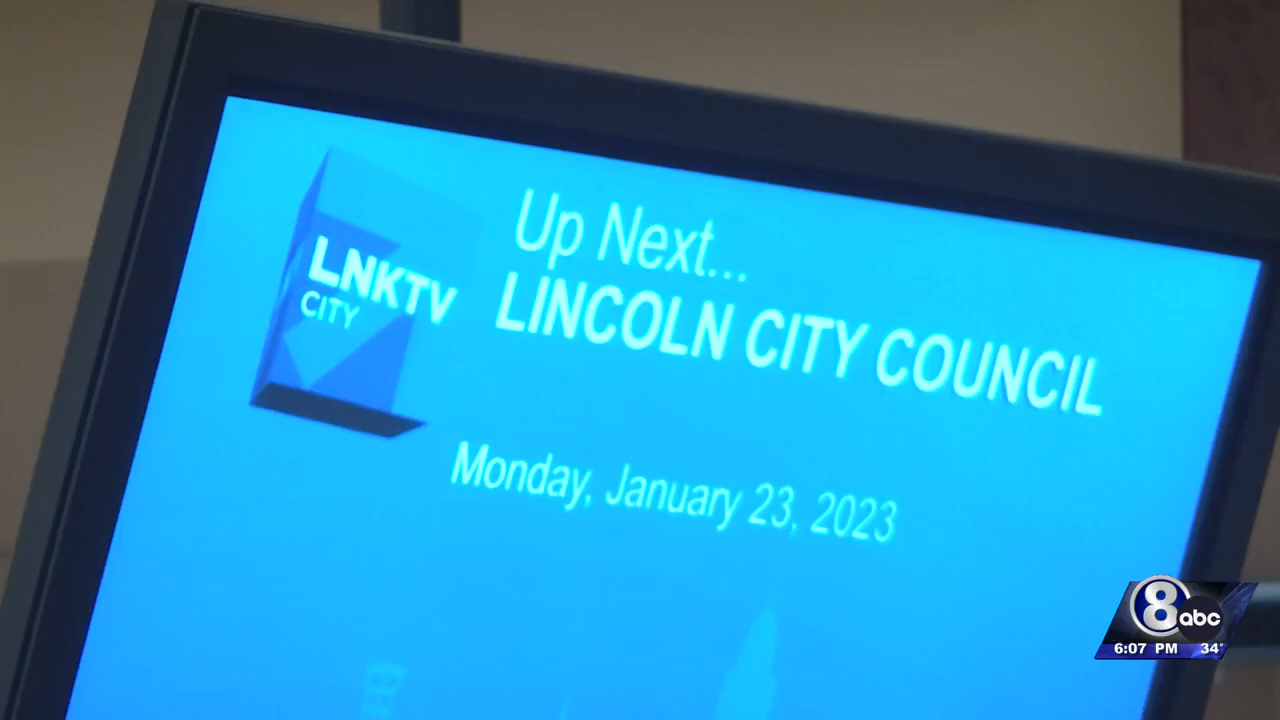 Up Next...
LNKTV
CITY
LINCOLN CITY COUNCIL
Monday, January 23, 2023
8 abc
6:07 PM 34°